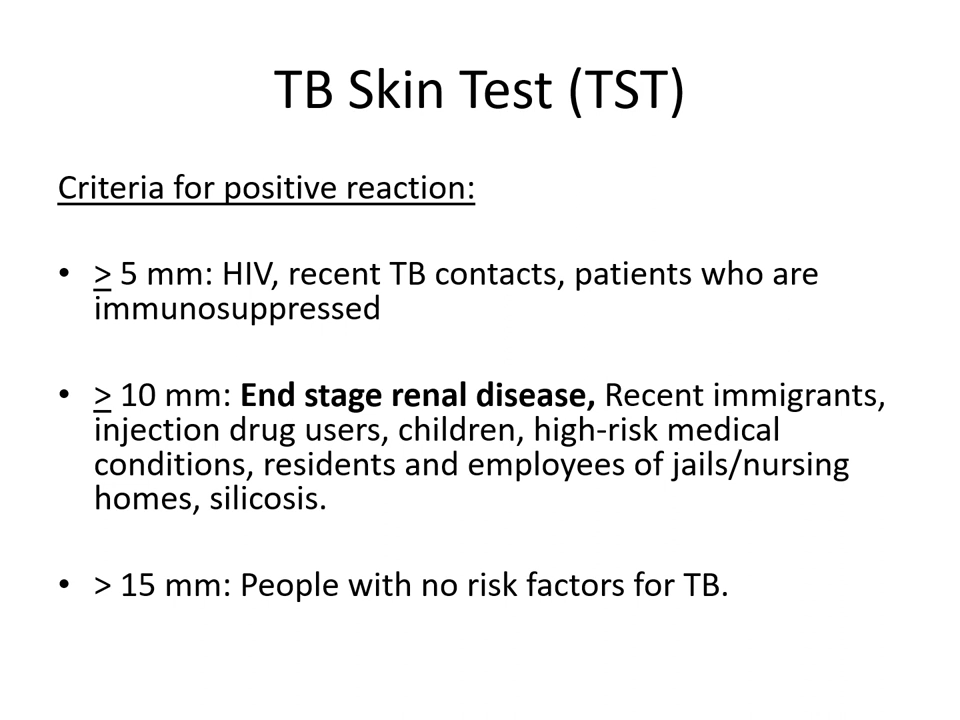 TB Skin Test (TST)
Criteria for positive reaction:
• > 5 mm: HIV, recent TB contacts, patients who are
immunosuppressed
• > 10 mm: End stage renal disease, Recent immigrants,
injection drug users, children, high-risk medical
conditions, residents and employees of jails/nursing
homes, silicosis.
• > 15 mm: People with no risk factors for TB.